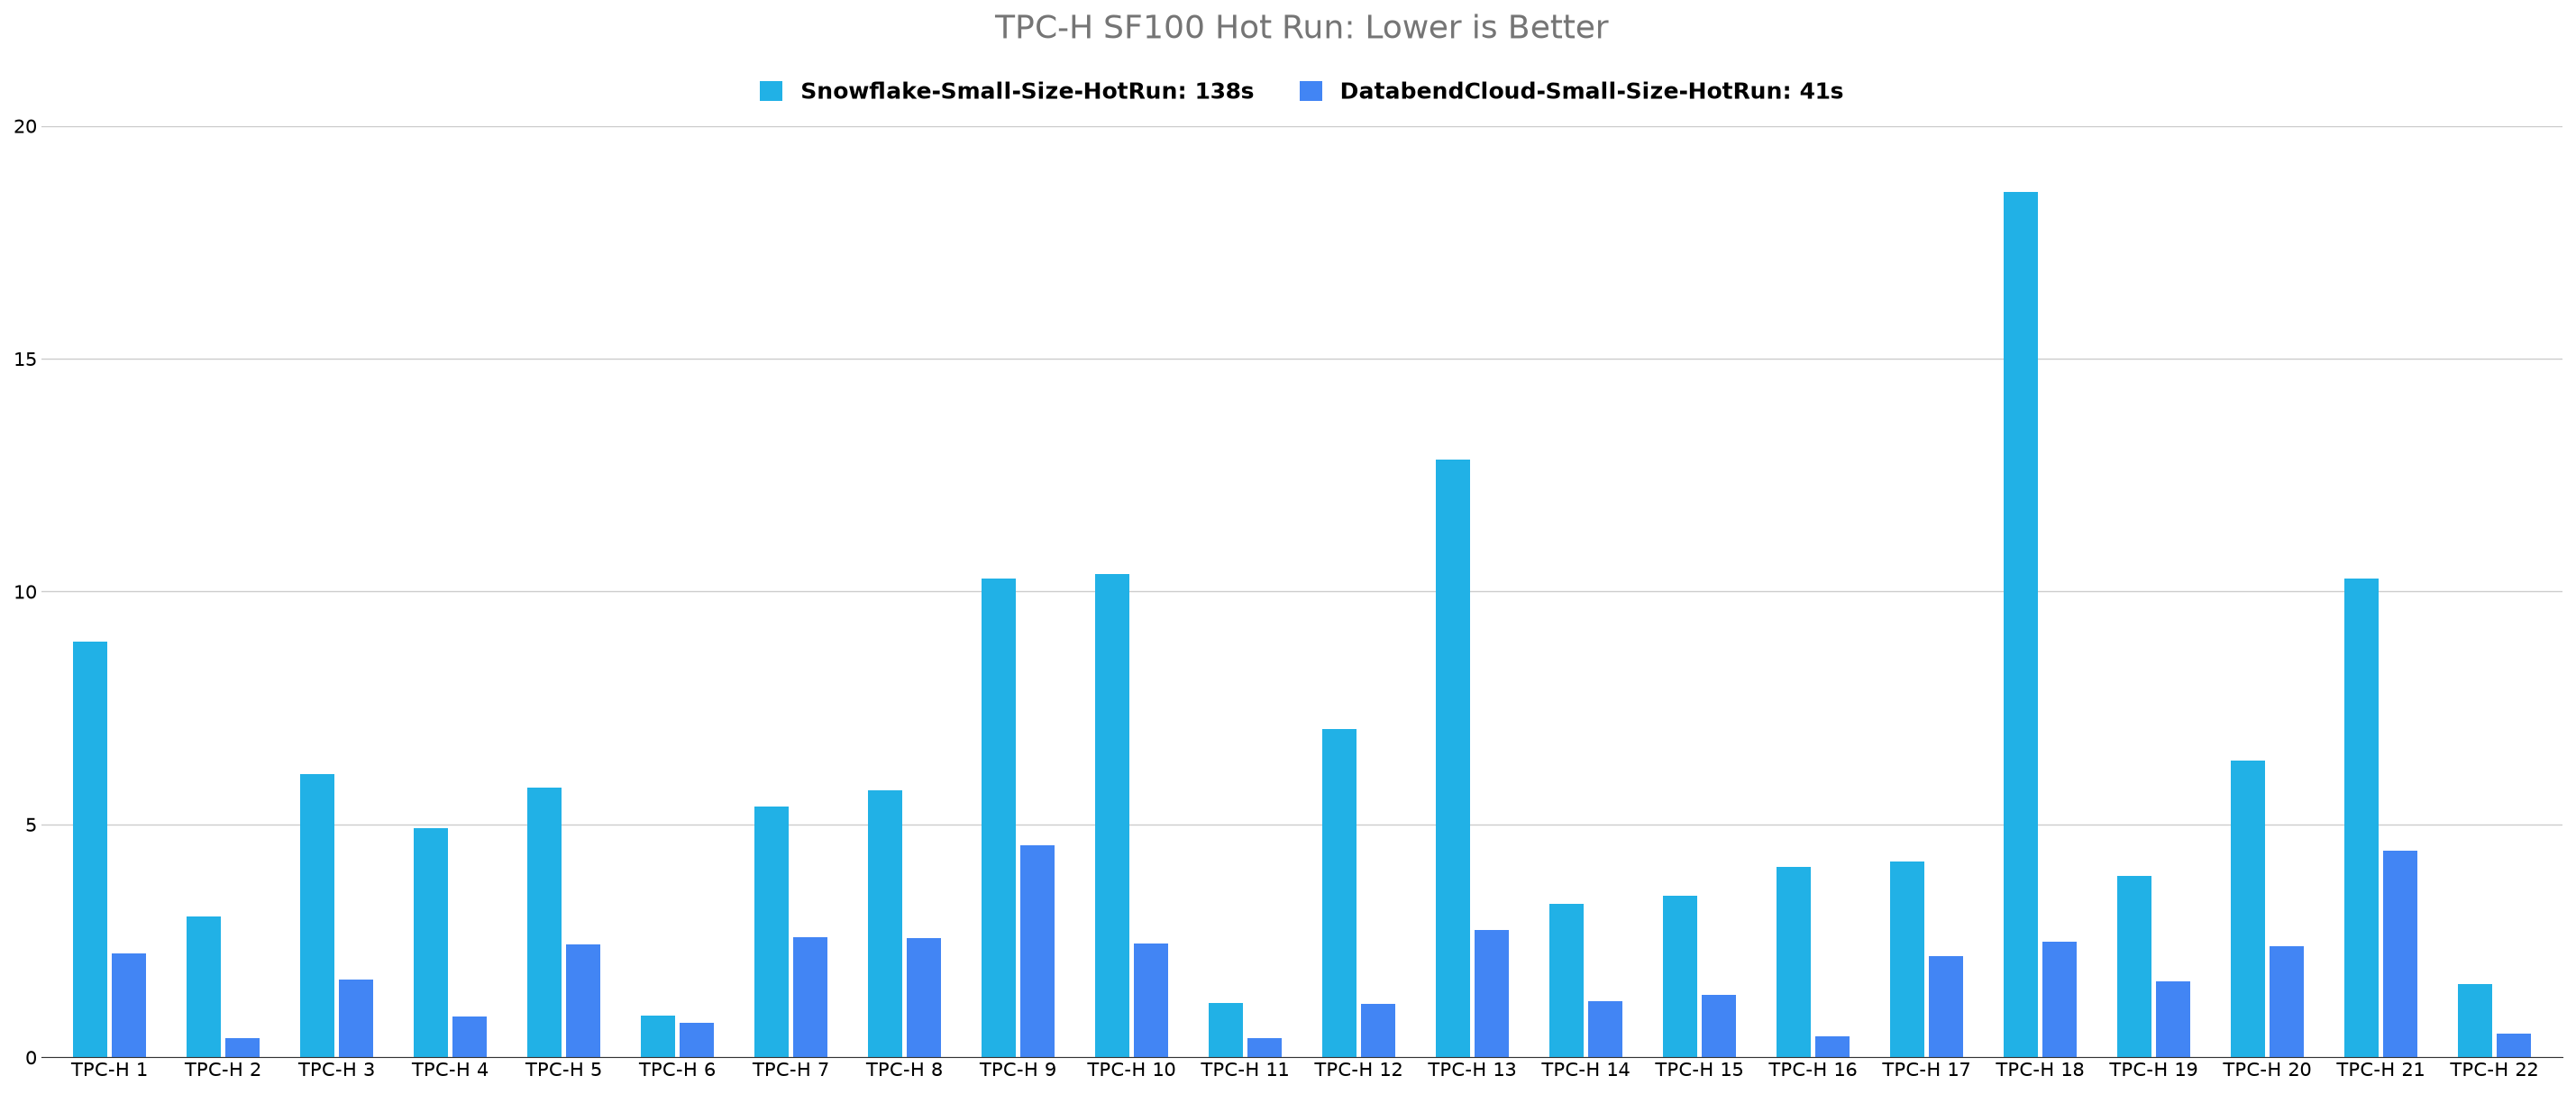 TPC-H SF100 Hot Run: Lower is Better
Snowflake-Small-Size-HotRun: 138s DatabendCloud-Small-Size-HotRun: 41s
20
15
10
5
0
TPC-H 1 TPC-H 2 TPC-H 3 TPC-H 4 TPC-H 5 TPC-H 6 TPC-H 7 TPC-H 8 TPC-H 9 TPC-H 10 TPC-H 11 TPC-H 12 TPC-H 13 TPC-H 14 TPC-H 15 TPC-H 16 TPC-H 17 TPC-H 18 TPC-H 19 TPC-H 20 TPC-H 21 TPC-H 22